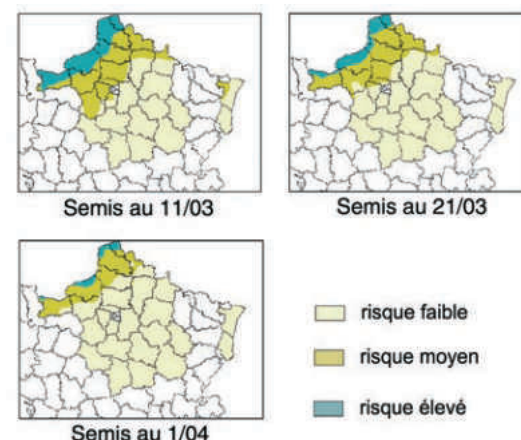 Semis au 11/03
Semis au 21/03
Semis au 1/04
risque faible
risque moyen
risque élevé